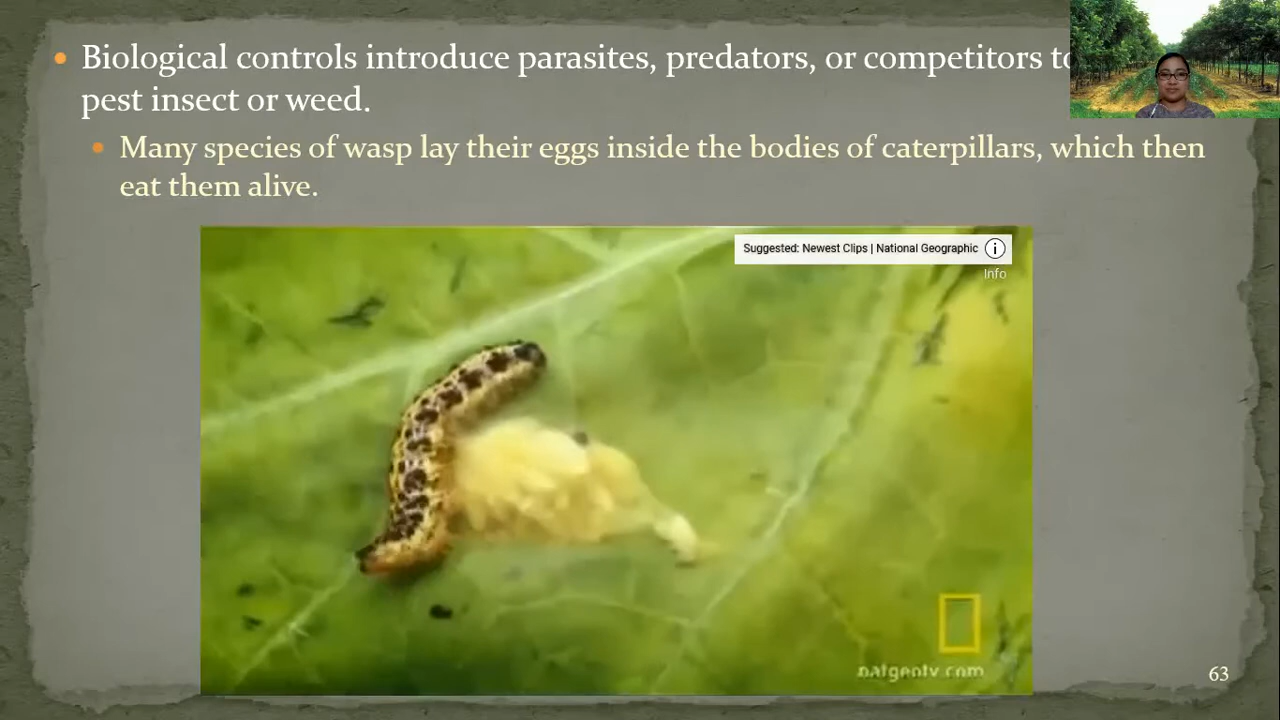 Biological controls introduce parasites, predators, or competitors to
pest insect or weed.
Many species of wasp lay their eggs inside the bodies of caterpillars, which then
eat them alive.
Suggested: Newest Clips | National Geographic
Info
natgeotv.com
63